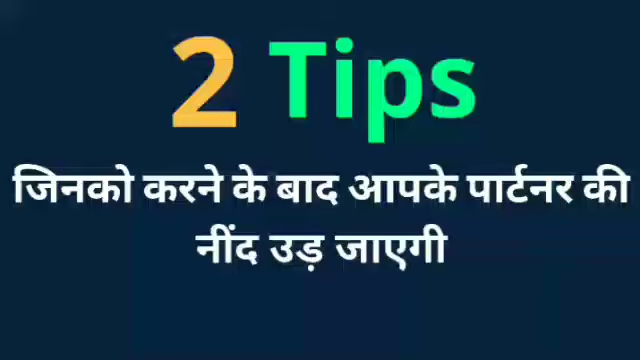 2 Tips
जिनको करने के बाद आपके पार्टनर की
नींद उड़ जाएगी